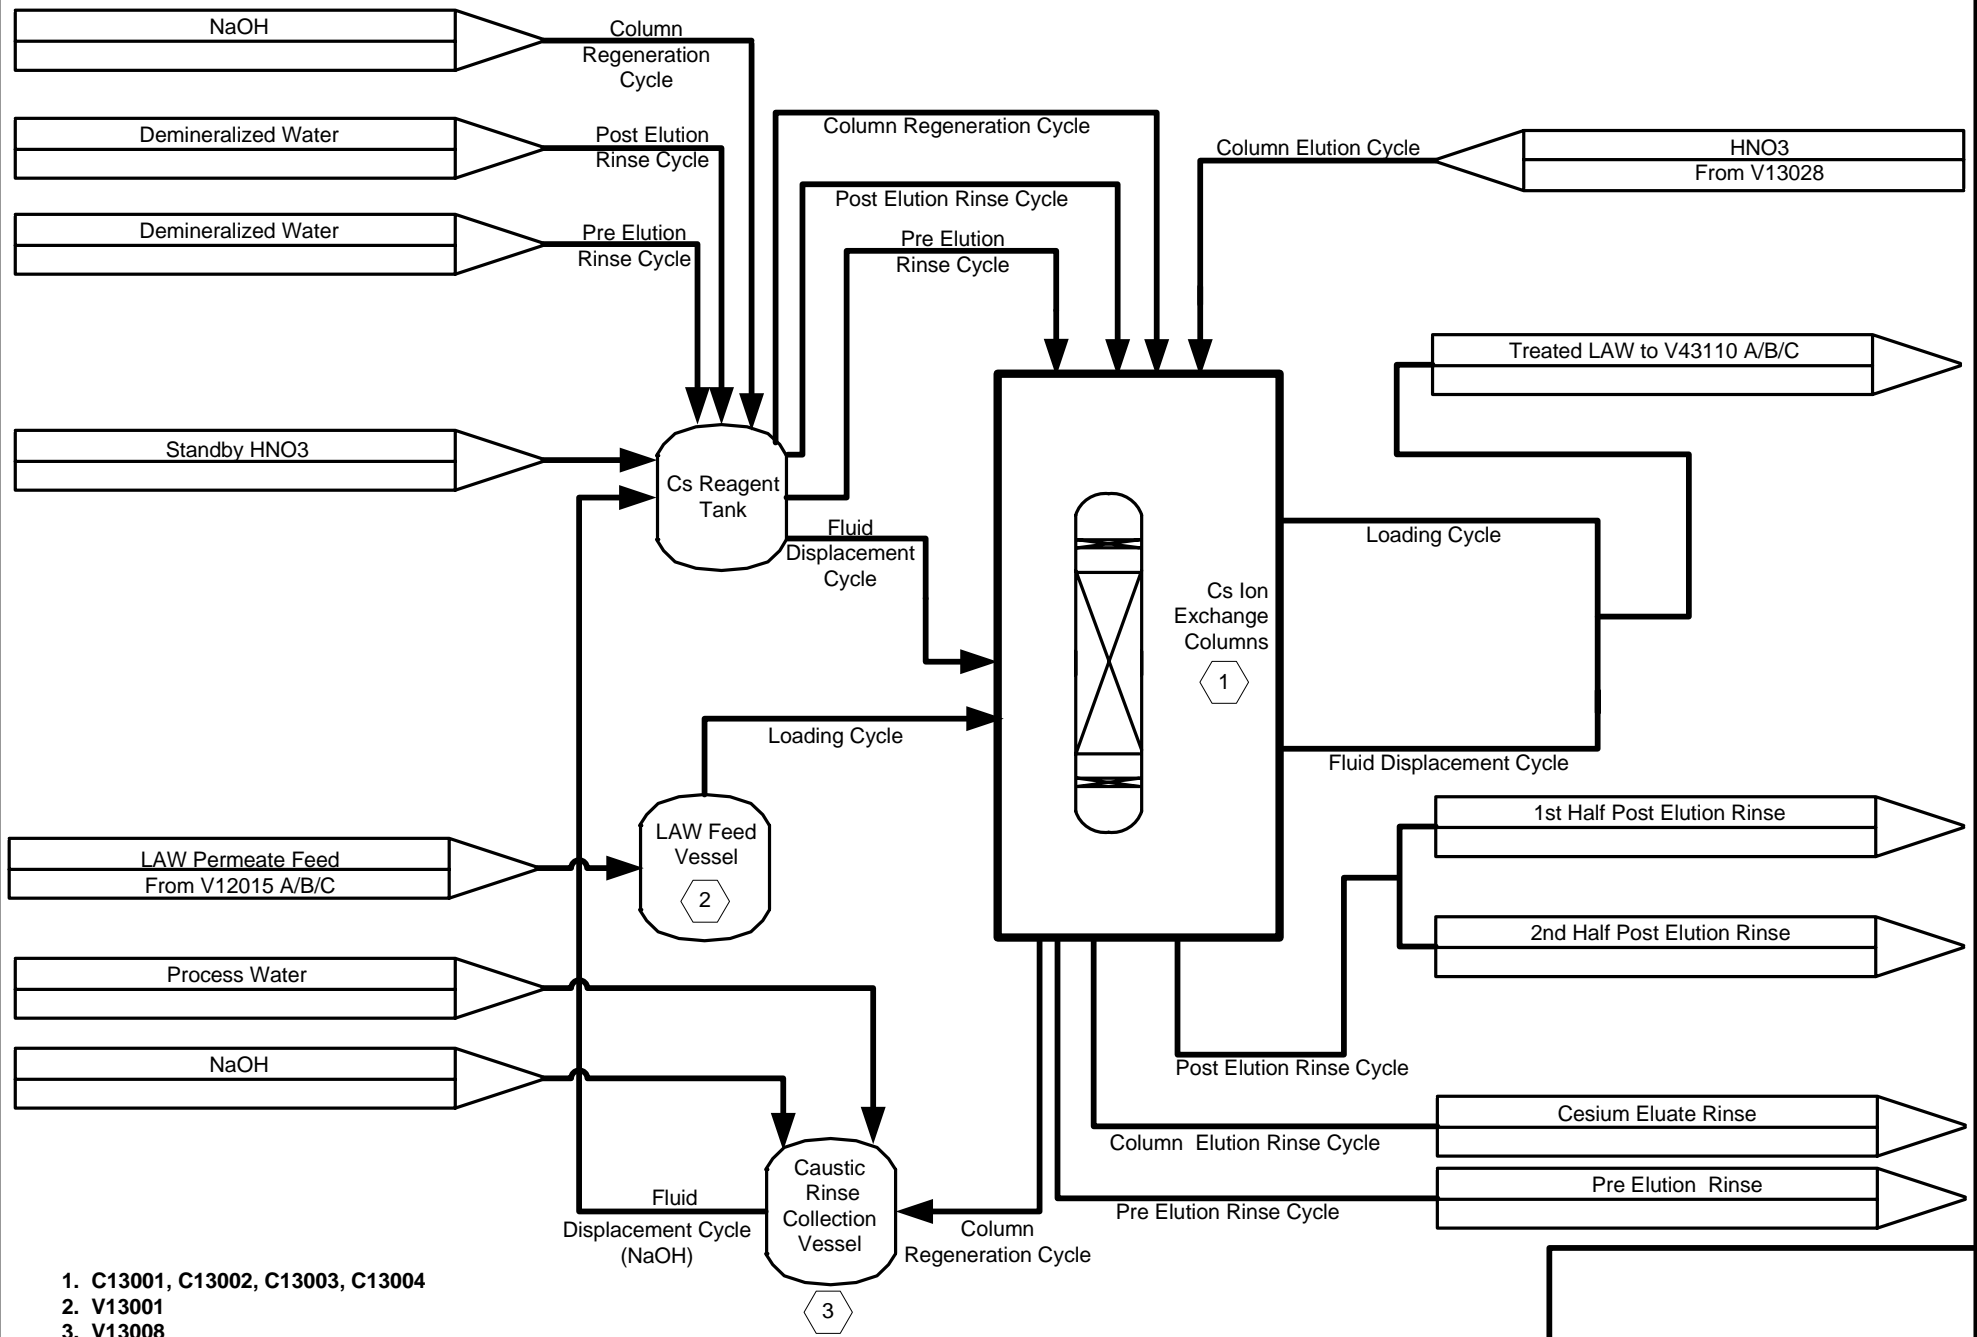 NaOH
Column
Regeneration
Cycle
Demineralized Water
Post Elution
Rinse Cycle
Demineralized Water
Pre Elution
Rinse Cycle
Column Regeneration Cycle
Post Elution Rinse Cycle
Pre Elution
Rinse Cycle
Column Elution Cycle
HNO3
From V13028
Treated LAW to V43110 A/B/C
Standby HNO3
Cs Reagent
Tank
Fluid
Displacement
Cycle
Loading Cycle
Cs Ion
Exchange
Columns
1
Loading Cycle
Fluid Displacement Cycle
LAW Feed
Vessel
2
LAW Permeate Feed
From V12015 A/B/C
1st Half Post Elution Rinse
2nd Half Post Elution Rinse
Process Water
NaOH
Post Elution Rinse Cycle
Cesium Eluate Rinse
Column  Elution Rinse Cycle
Pre Elution  Rinse
Pre Elution Rinse Cycle
Caustic
Rinse
Collection
Vessel
3
Fluid
Displacement Cycle
(NaOH)
Column
Regeneration Cycle
1. C13001, C13002, C13003, C13004
2. V13001
3. V13008